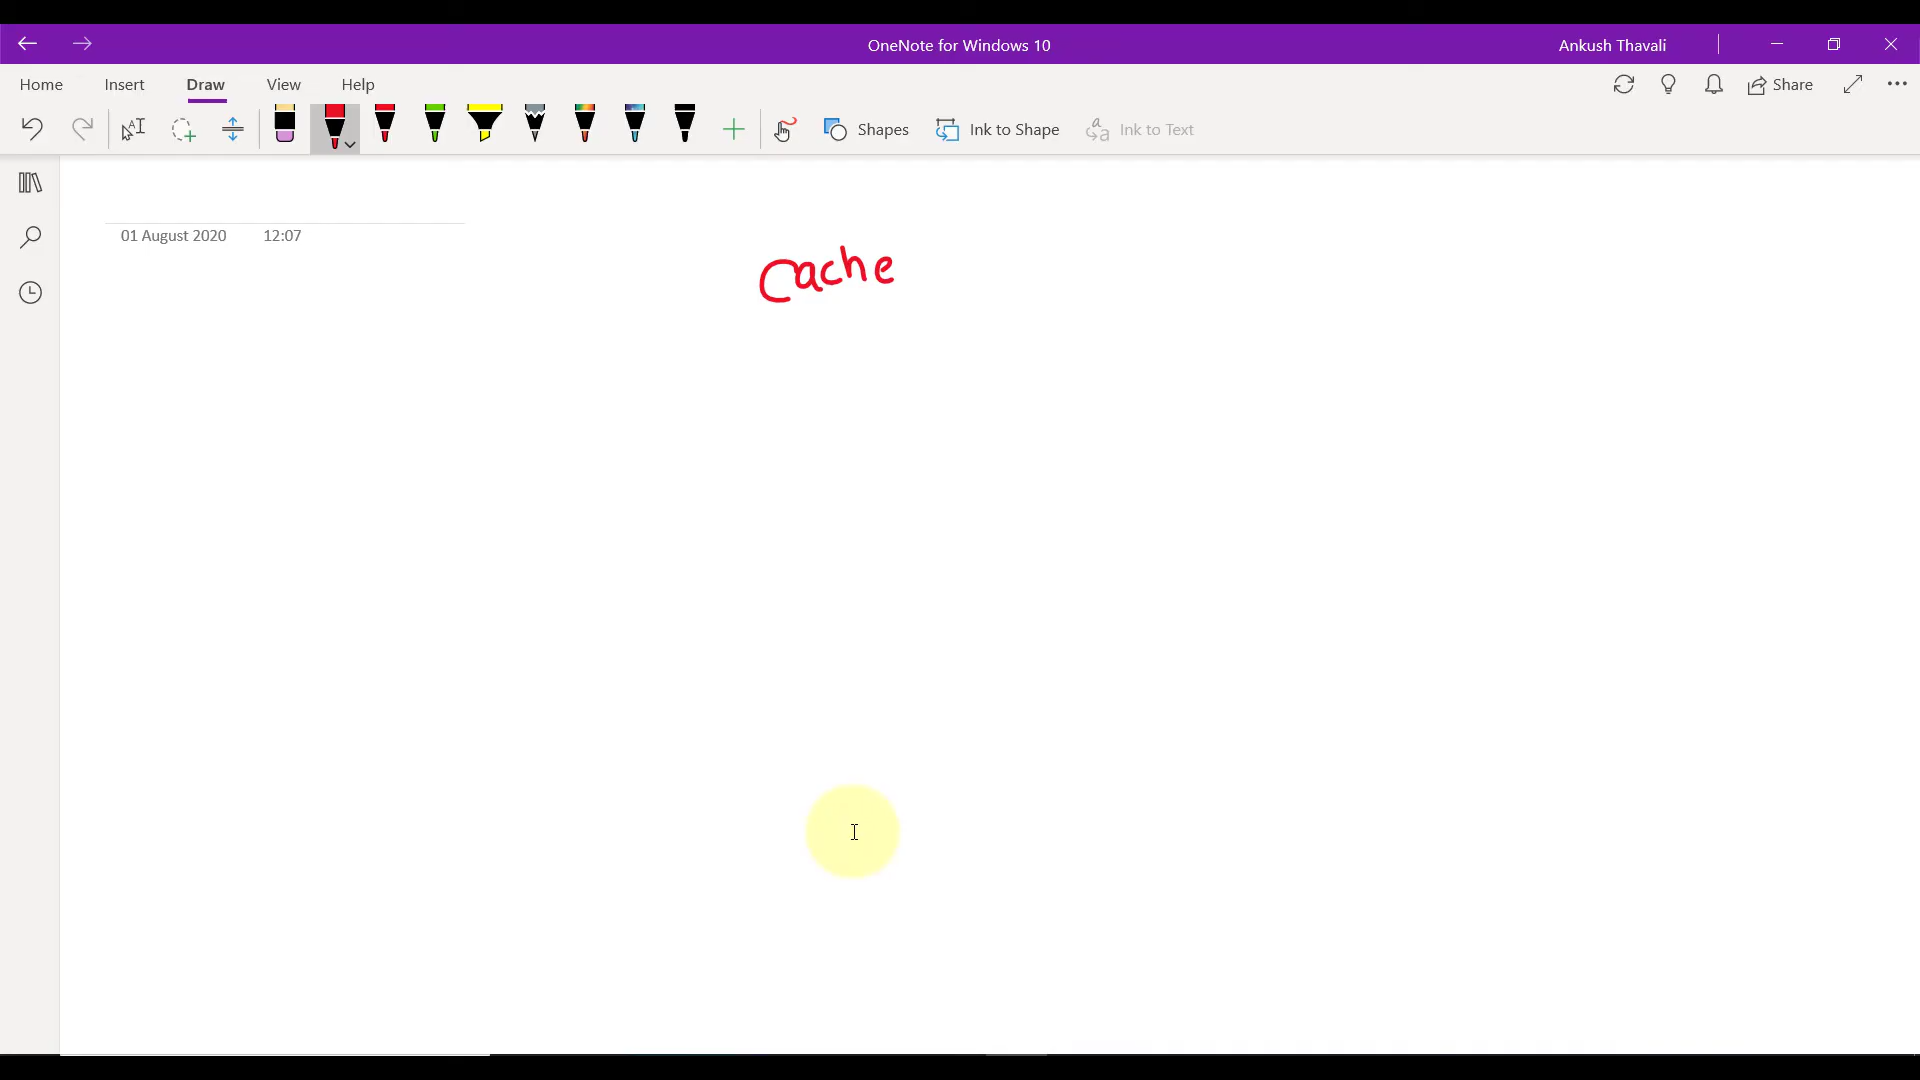 OneNote for Windows 10
Ankush Thavali
Home Insert Draw View Help
Share
Shapes Ink to Shape Ink to Text
01 August 2020 12:07
Cache